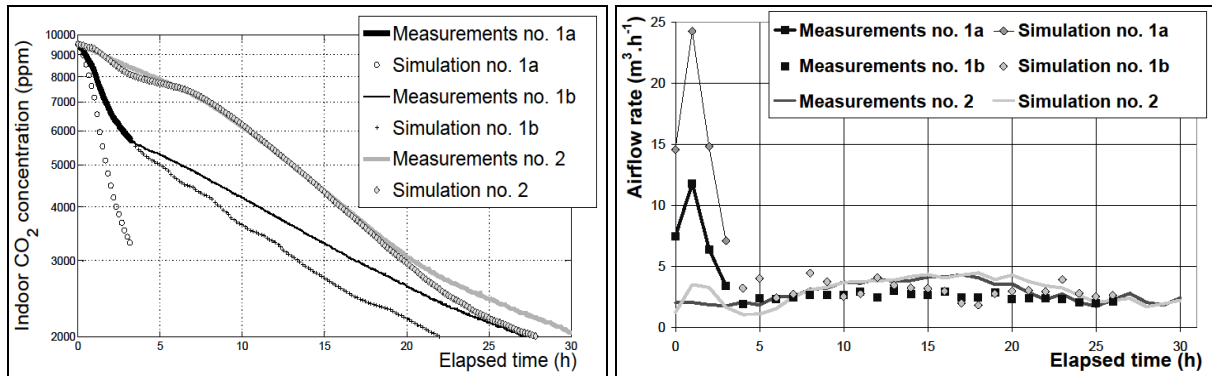 Indoor CO2 concentration (ppm)
10000
9000
8000
7000
6000
5000
4000
3000
2000
0
5
10
15
20
25
30
Elapsed time (h)
Measurements no. 1a
Simulation no. 1a
Measurements no. 1b
Simulation no. 1b
Measurements no. 2
Simulation no. 2
Airflow rate (m³.h⁻¹)
25
20
15
10
5
0
0
5
10
15
20
25
30
Elapsed time (h)
Measurements no. 1a
Simulation no. 1a
Measurements no. 1b
Simulation no. 1b
Measurements no. 2
Simulation no. 2